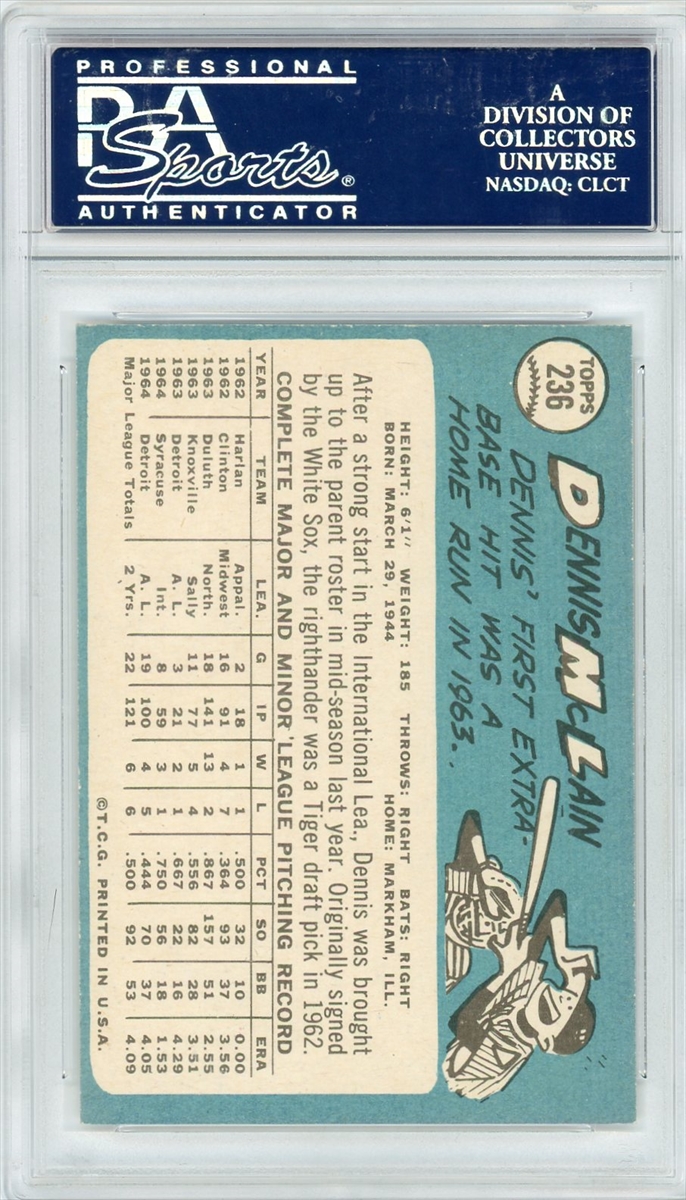 PROFESSIONAL
PSA
Sports®
AUTHENTICATOR
A
DIVISION OF
COLLECTORS
UNIVERSE
NASDAQ: CLCT
TOPPS
236
DENNIS MCLAIN
DENNIS' FIRST EXTRA-
BASE HIT WAS A
HOME RUN IN 1963..
HEIGHT: 6'1" WEIGHT: 185 THROWS: RIGHT BATS: RIGHT
BORN: MARCH 29, 1944 HOME: MARKHAM, ILL.
After a strong start in the International Lea., Dennis was brought
up to the parent roster in mid-season last year. Originally signed
by the White Sox, the righthander was a Tiger draft pick in 1962.
COMPLETE MAJOR AND MINOR LEAGUE PITCHING RECORD
YEAR TEAM LEA. G IP W L PCT SO BB ERA
1962 Harlan Appal. 2 18 1 1 .500 32 10 0.00
1962 Clinton Midwest 16 91 4 7 .364 93 37 3.56
1963 Duluth North. 18 141 13 2 .867 157 51 2.55
1963 Knoxville Sally 11 77 5 4 .556 82 28 3.51
1963 Detroit A. L. 3 21 2 1 .667 22 16 4.29
1964 Syracuse Int. 8 59 3 1 .750 56 18 1.53
1964 Detroit A. L. 19 100 4 5 .444 70 37 4.05
Major League Totals 2 Yrs. 22 121 6 6 .500 92 53 4.09
©T.C.G. PRINTED IN U.S.A.